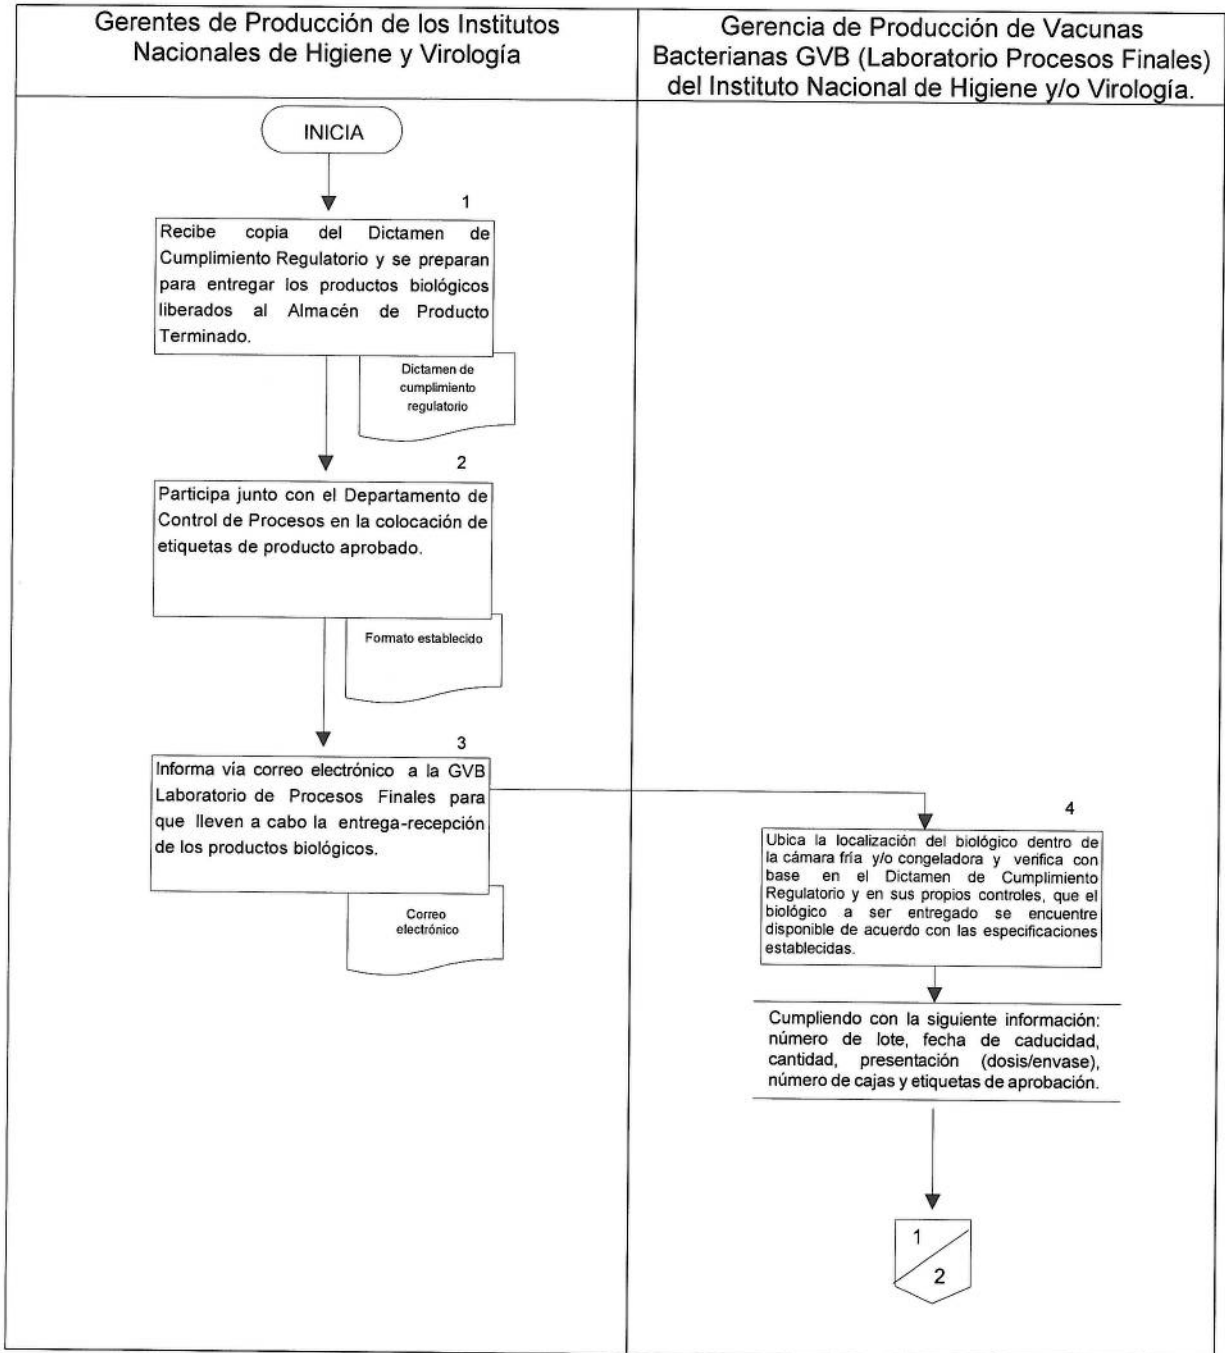 Gerentes de Producción de los Institutos
Nacionales de Higiene y Virología
Gerencia de Producción de Vacunas
Bacterianas GVB (Laboratorio Procesos Finales)
del Instituto Nacional de Higiene y/o Virología.
INICIA
1
Recibe copia del Dictamen de
Cumplimiento Regulatorio y se preparan
para entregar los productos biológicos
liberados al Almacén de Producto
Terminado.
Dictamen de
cumplimiento
regulatorio
2
Participa junto con el Departamento de
Control de Procesos en la colocación de
etiquetas de producto aprobado.
Formato establecido
3
Informa vía correo electrónico a la GVB
Laboratorio de Procesos Finales para
que lleven a cabo la entrega-recepción
de los productos biológicos.
Correo
electrónico
4
Ubica la localización del biológico dentro de
la cámara fría y/o congeladora y verifica con
base en el Dictamen de Cumplimiento
Regulatorio y en sus propios controles, que el
biológico a ser entregado se encuentre
disponible de acuerdo con las especificaciones
establecidas.
Cumpliendo con la siguiente información:
número de lote, fecha de caducidad,
cantidad, presentación (dosis/envase),
número de cajas y etiquetas de aprobación.
1
2